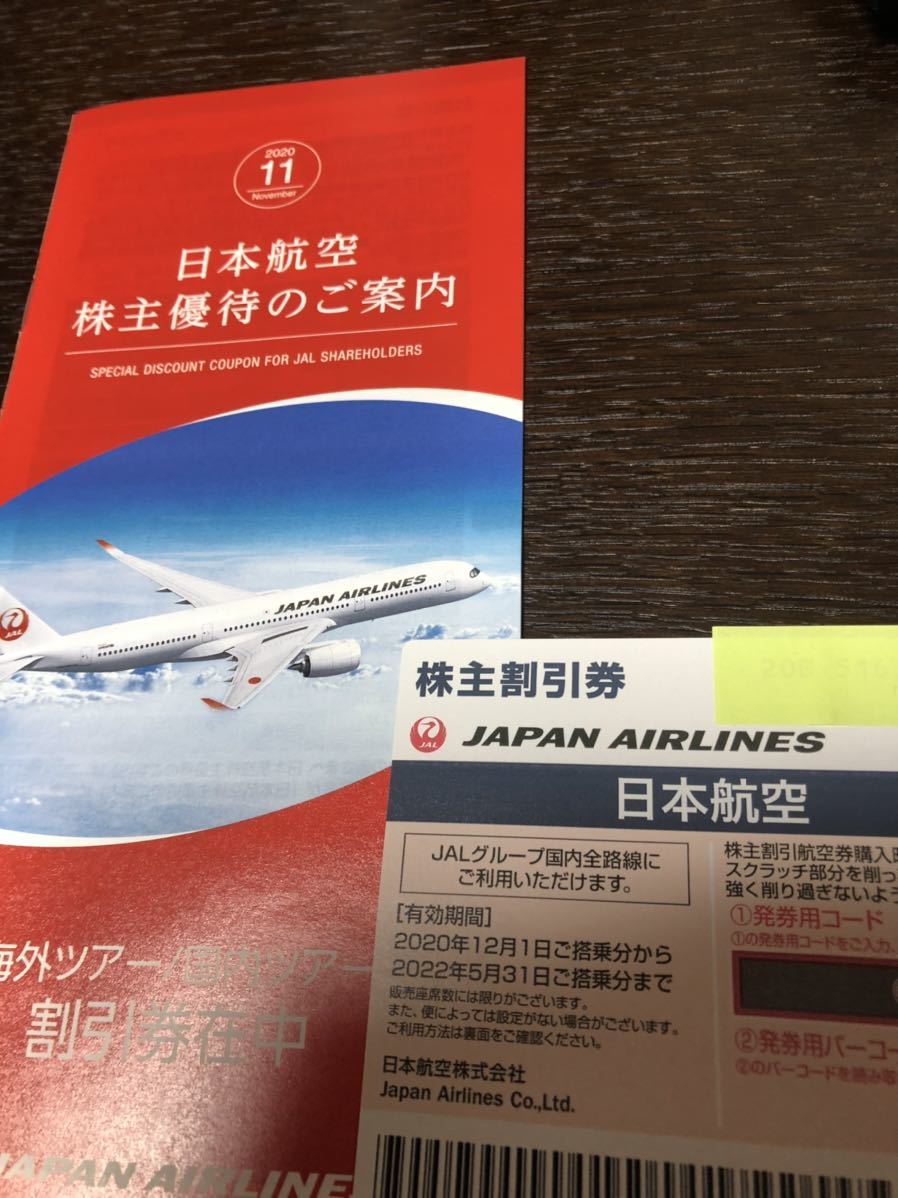 2020
11
November
日本航空
株主優待のご案内
SPECIAL DISCOUNT COUPON FOR JAL SHAREHOLDERS
JAPAN AIRLINES
JAL
海外ツアー/国内ツアー
割引券在中
JAPAN AIRLINES
株主割引券
JAL
JAPAN AIRLINES
日本航空
JALグループ国内全路線に
ご利用いただけます。
[有効期間]
2020年12月1日ご搭乗分から
2022年5月31日ご搭乗分まで
販売座席数には限りがございます。
また、便によっては設定がない場合がございます。
ご利用方法は裏面をご確認ください。
日本航空株式会社
Japan Airlines Co.,Ltd.
株主割引航空券購入
スクラッチ部分を削っ
強く削り過ぎないよ
①発券用コード
①の発券用コードをご入力、
②発券用バーコー
②のバーコードを読み取